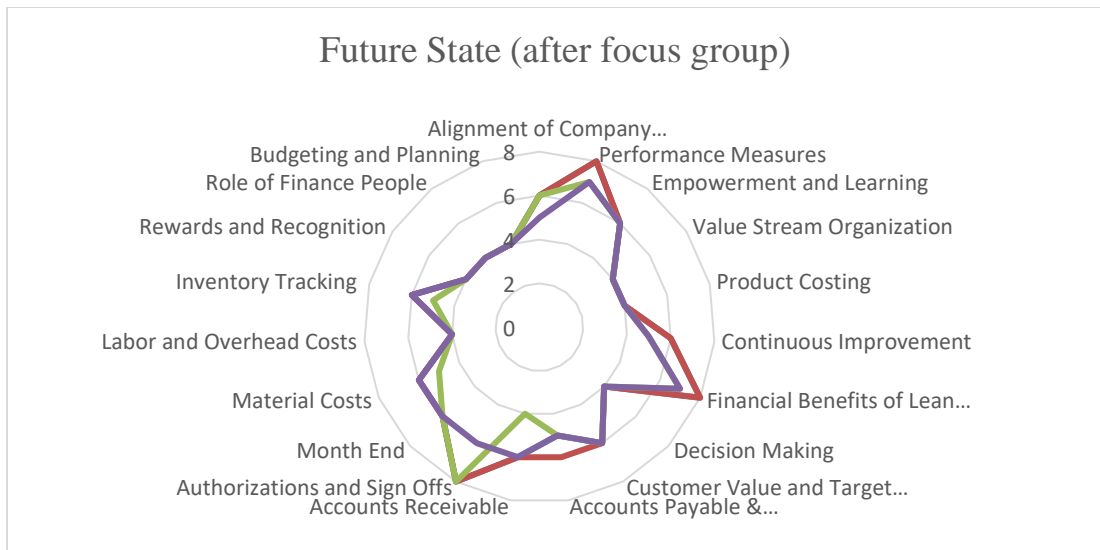 Future State (after focus group)
Alignment of Company...
Performance Measures
Empowerment and Learning
Value Stream Organization
Product Costing
Continuous Improvement
Financial Benefits of Lean...
Decision Making
Customer Value and Target...
Accounts Payable &...
Accounts Receivable
Authorizations and Sign Offs
Month End
Material Costs
Labor and Overhead Costs
Inventory Tracking
Rewards and Recognition
Role of Finance People
Budgeting and Planning
8
6
4
2
0